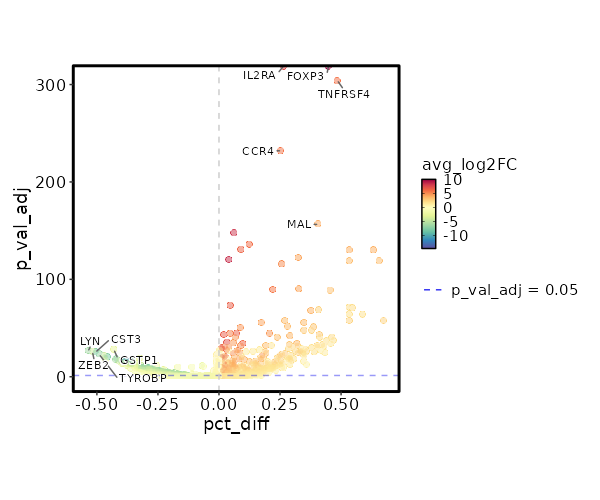 300
200
100
0
p_val_adj
IL2RA
FOXP3
TNFRSF4
CCR4
MAL
LYN
CST3
ZEB2
GSTP1
TYROBP
-0.50
-0.25
0.00
0.25
0.50
pct_diff
avg_log2FC
10
5
0
-5
-10
p_val_adj = 0.05